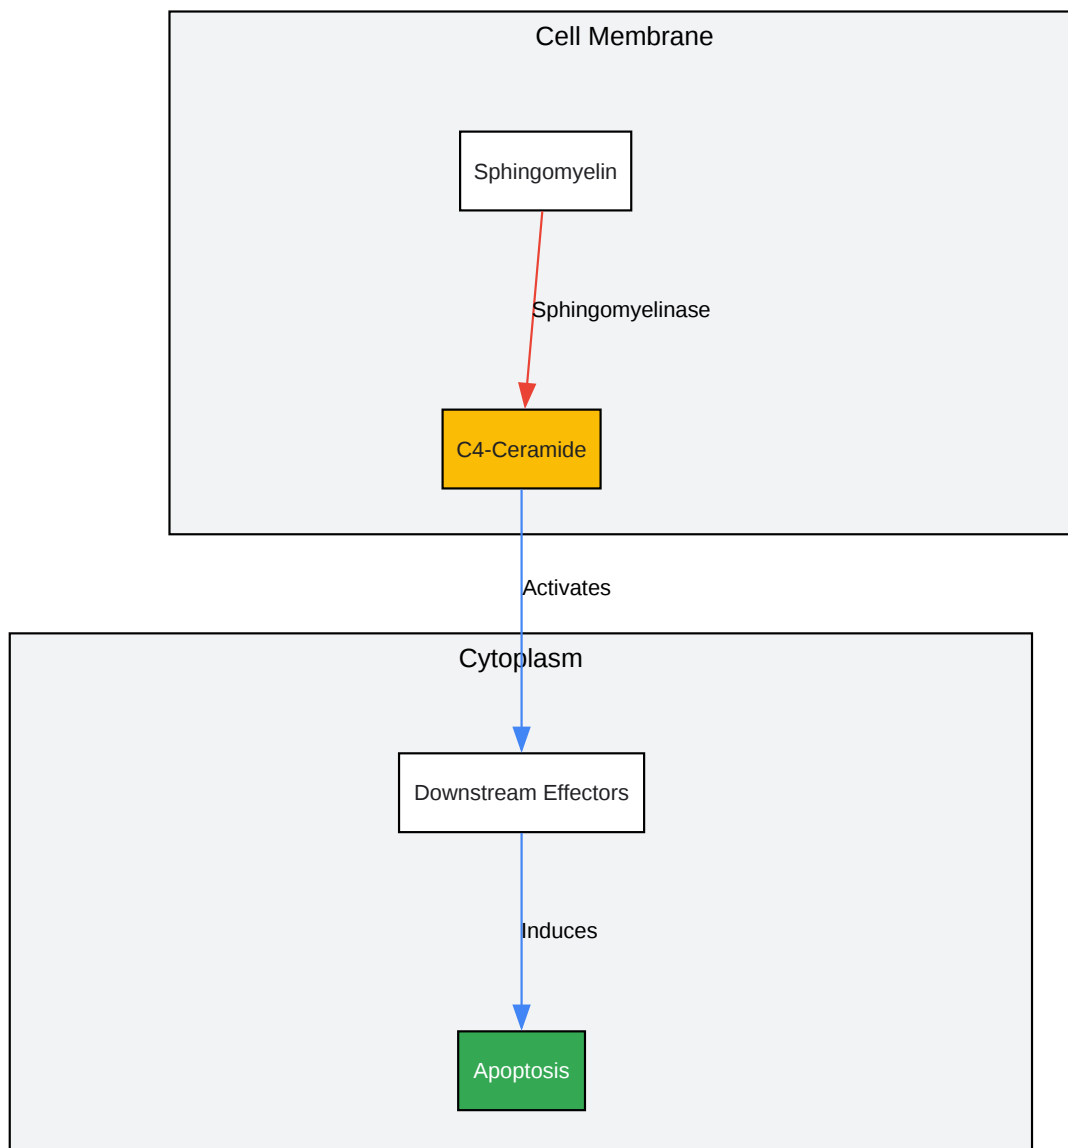 Cell Membrane
Sphingomyelin
Sphingomyelinase
C4-Ceramide
Activates
Cytoplasm
Downstream Effectors
Induces
Apoptosis